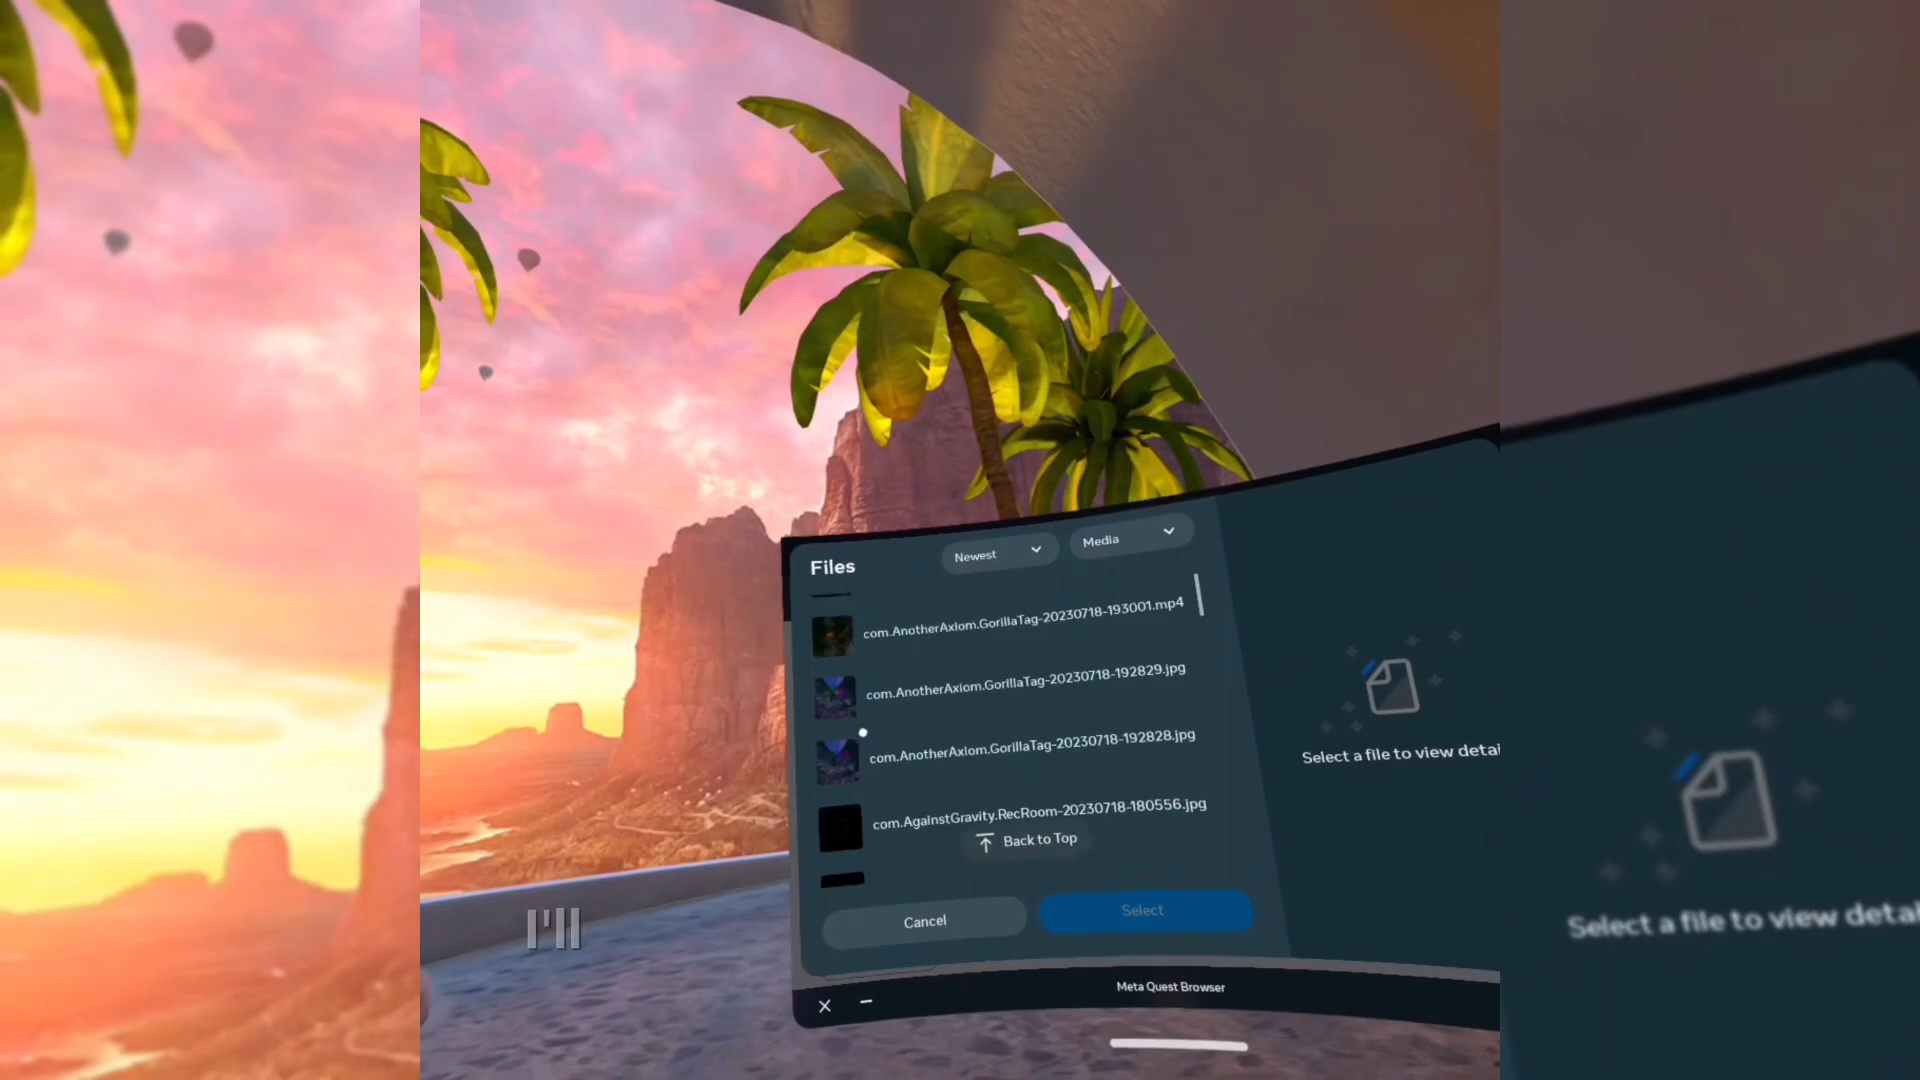 Files
Newest
Media
com.AnotherAxiom.GorillaTag-20230718-193001.mp4
com.AnotherAxiom.GorillaTag-20230718-192829.jpg
com.AnotherAxiom.GorillaTag-20230718-192828.jpg
com.AgainstGravity.RecRoom-20230718-180556.jpg
Back to Top
Cancel
Select
Select a file to view detai
Select a file to view detai
I'll
Meta Quest Browser